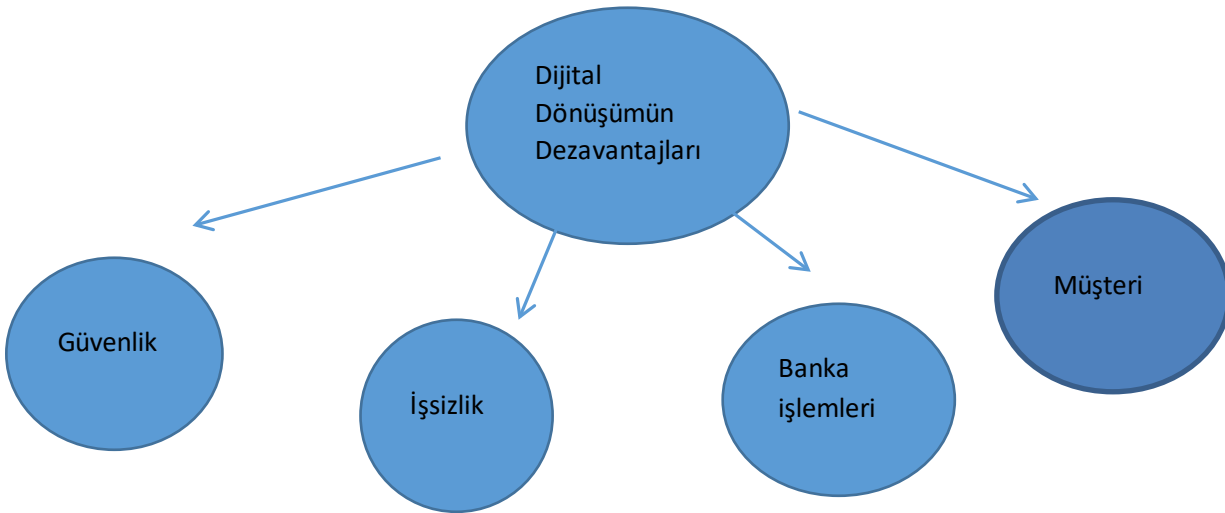 Dijital
Dönüşümün
Dezavantajları
Güvenlik
İşsizlik
Banka
işlemleri
Müşteri